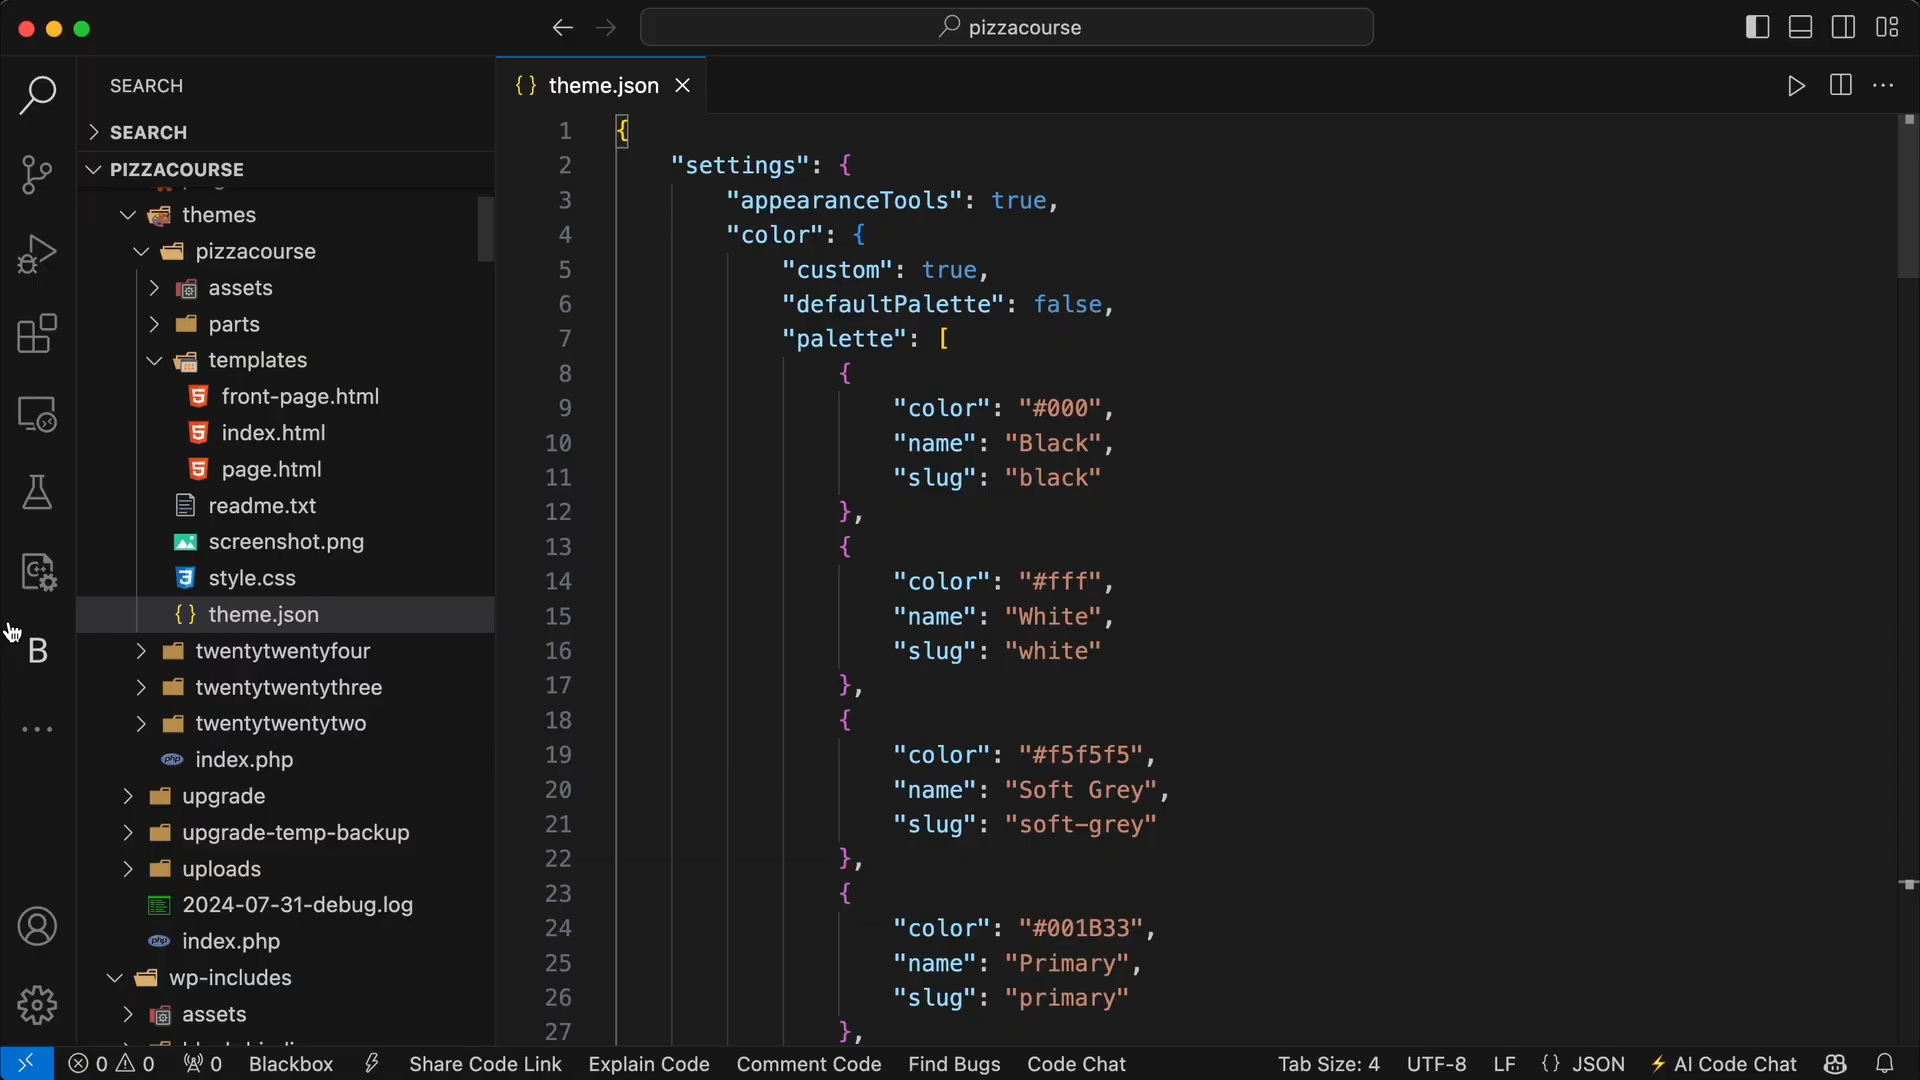 pizzacourse
SEARCH
SEARCH
PIZZACOURSE
themes
pizzacourse
assets
parts
templates
front-page.html
index.html
page.html
readme.txt
screenshot.png
style.css
theme.json
twentytwentyfour
twentytwentythree
twentytwentytwo
index.php
upgrade
upgrade-temp-backup
uploads
2024-07-31-debug.log
index.php
wp-includes
assets
B
{} theme.json
1 {
2 "settings": {
3 "appearanceTools": true,
4 "color": {
5 "custom": true,
6 "defaultPalette": false,
7 "palette": [
8 {
9 "color": "#000",
10 "name": "Black",
11 "slug": "black"
12 },
13 {
14 "color": "#fff",
15 "name": "White",
16 "slug": "white"
17 },
18 {
19 "color": "#f5f5f5",
20 "name": "Soft Grey",
21 "slug": "soft-grey"
22 },
23 {
24 "color": "#001B33",
25 "name": "Primary",
26 "slug": "primary"
27 },
0 0 0 Blackbox Share Code Link Explain Code Comment Code Find Bugs Code Chat Tab Size: 4 UTF-8 LF {} JSON AI Code Chat